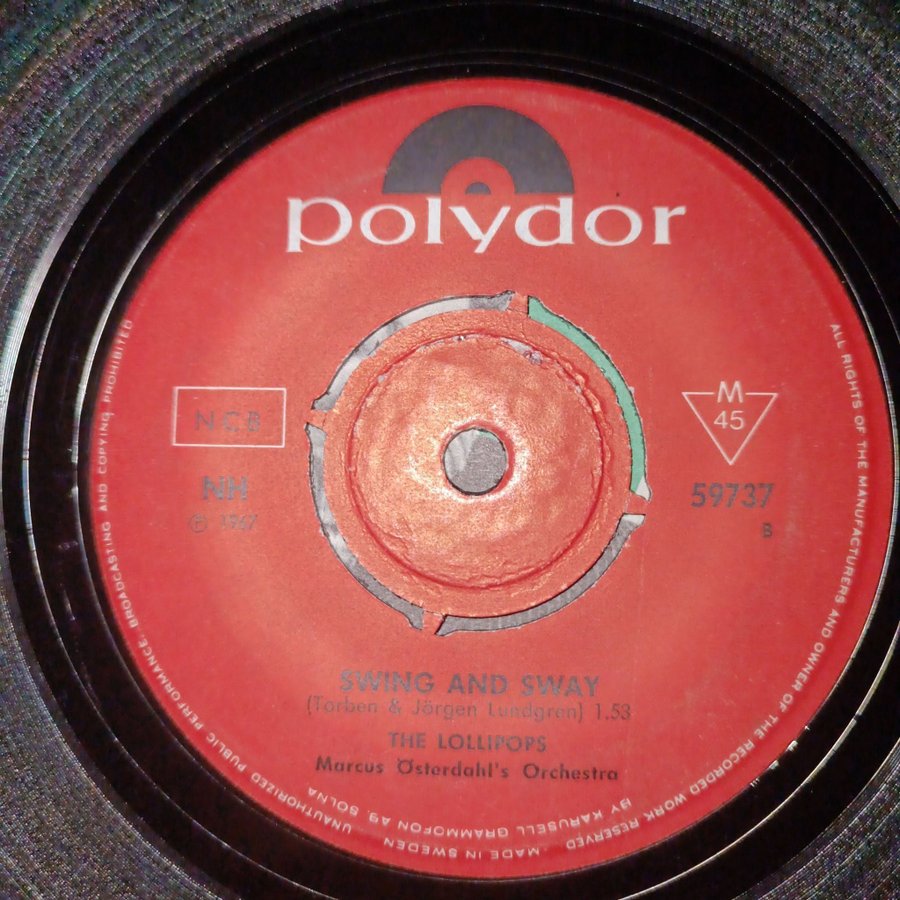 polydor
N.C.B
NH
℗ 1967
M
45
59737
B
SWING AND SWAY
(Torben & Jörgen Lundgren) 1.53
THE LOLLIPOPS
Marcus Österdahl's Orchestra
ALL RIGHTS OF THE MANUFACTURERS AND OWNER OF THE RECORDED WORK RESERVED
UNAUTHORIZED PUBLIC PERFORMANCE, BROADCASTING AND COPYING PROHIBITED
BY KARUSELL GRAMMOFON AB, SOLNA
MADE IN SWEDEN